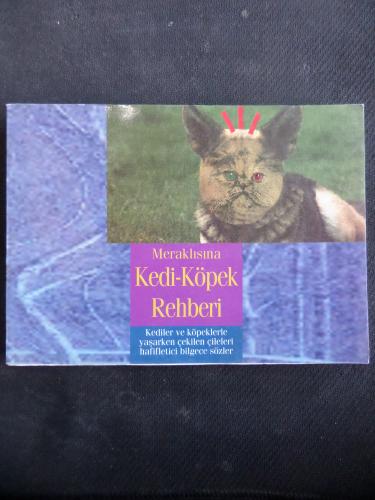 Meraklısına
Kedi-Köpek
Rehberi
Kediler ve köpeklerle
yaşarken çekilen çileleri
hafifletici bilgece sözler